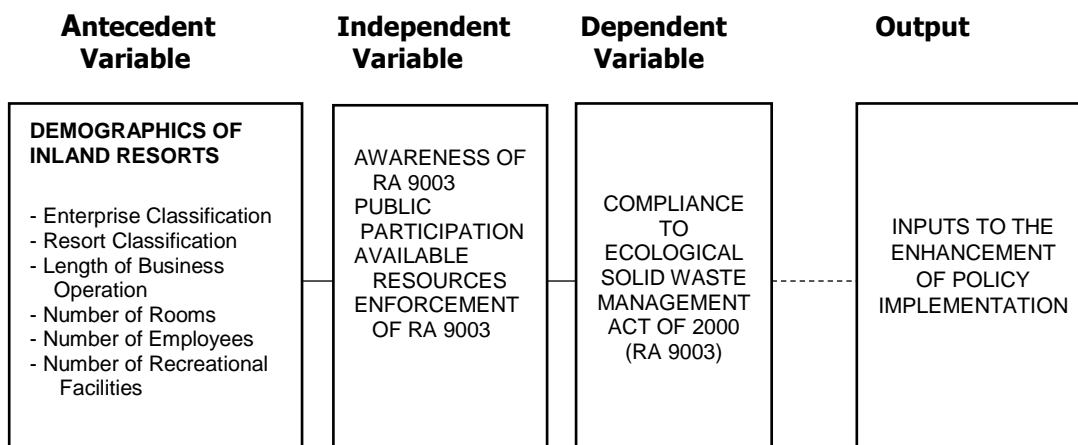 Antecedent
Variable
Independent
Variable
Dependent
Variable
Output
DEMOGRAPHICS OF
INLAND RESORTS
- Enterprise Classification
- Resort Classification
- Length of Business
Operation
- Number of Rooms
- Number of Employees
- Number of Recreational
Facilities
AWARENESS OF
RA 9003
PUBLIC
PARTICIPATION
AVAILABLE
RESOURCES
ENFORCEMENT
OF RA 9003
COMPLIANCE
TO
ECOLOGICAL
SOLID WASTE
MANAGEMENT
ACT OF 2000
(RA 9003)
INPUTS TO THE
ENHANCEMENT
OF POLICY
IMPLEMENTATION